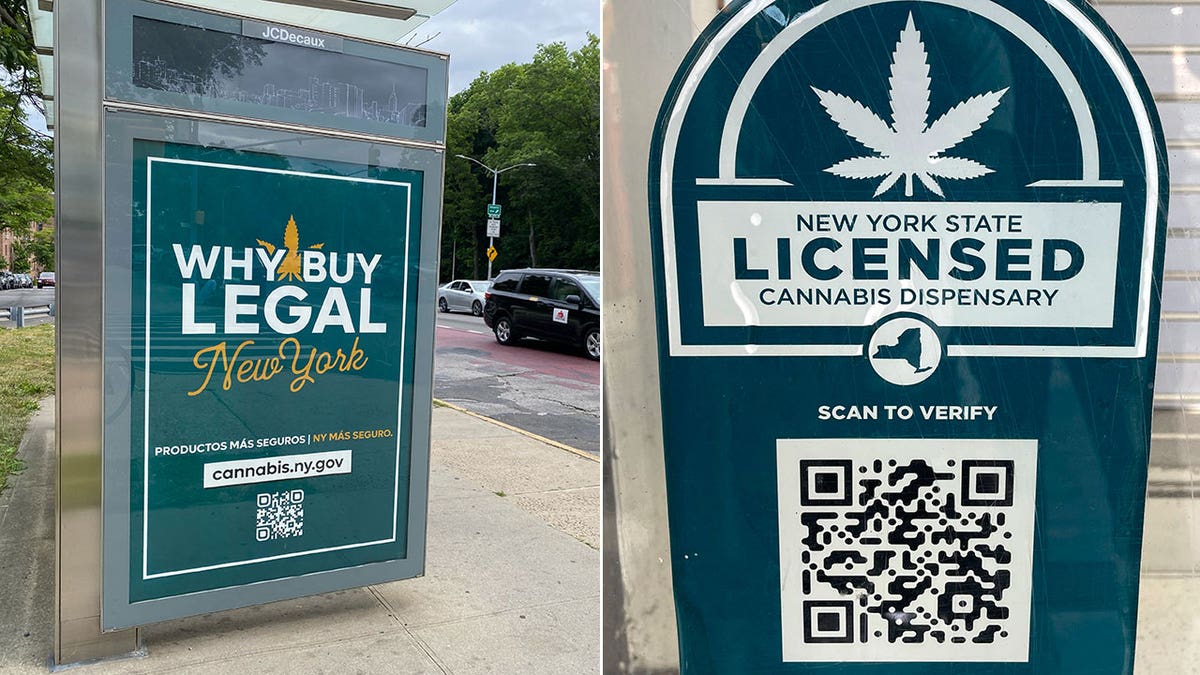 JCDecaux
WHY BUY
LEGAL
New York
PRODUCTOS MÁS SEGUROS | NY MÁS SEGURO.
cannabis.ny.gov
NEW YORK STATE
LICENSED
CANNABIS DISPENSARY
SCAN TO VERIFY